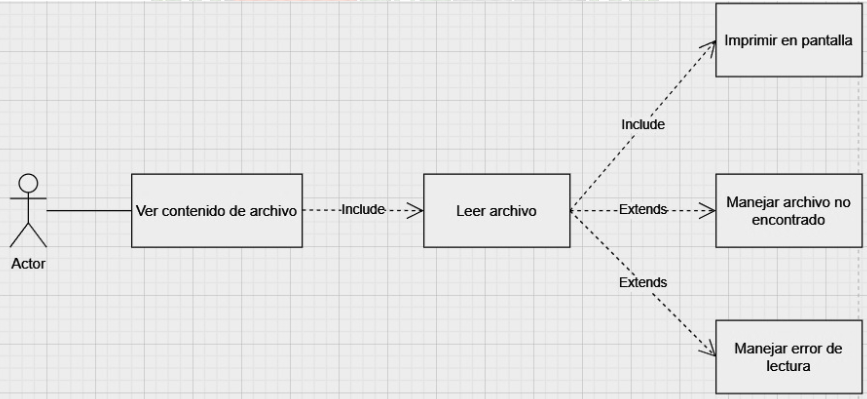 Imprimir en pantalla
Include
Ver contenido de archivo
Include
Leer archivo
Extends
Manejar archivo no
encontrado
Actor
Extends
Manejar error de
lectura